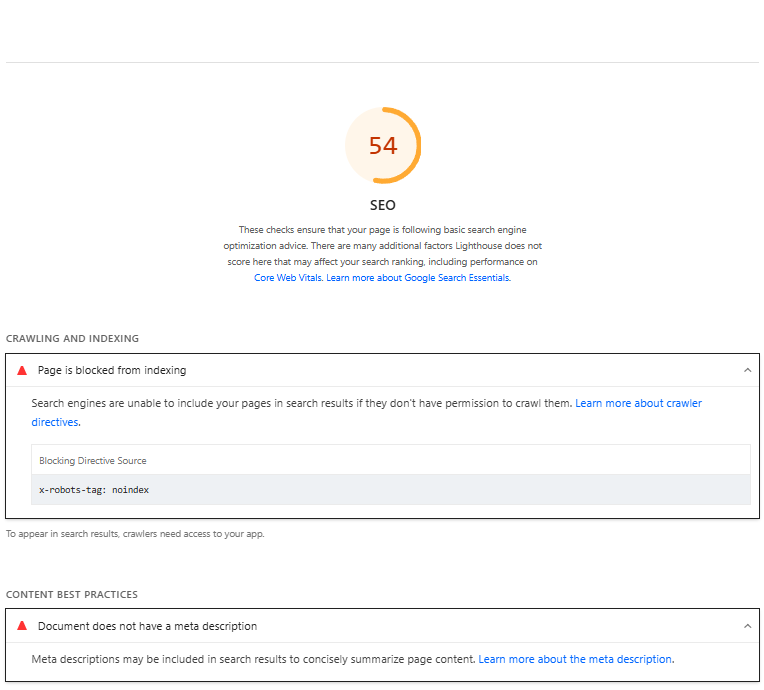 54
SEO
These checks ensure that your page is following basic search engine
optimization advice. There are many additional factors Lighthouse does not
score here that may affect your search ranking, including performance on
Core Web Vitals. Learn more about Google Search Essentials.
CRAWLING AND INDEXING
Page is blocked from indexing
Search engines are unable to include your pages in search results if they don't have permission to crawl them. Learn more about crawler
directives.
Blocking Directive Source
x-robots-tag: noindex
To appear in search results, crawlers need access to your app.
CONTENT BEST PRACTICES
Document does not have a meta description
Meta descriptions may be included in search results to concisely summarize page content. Learn more about the meta description.